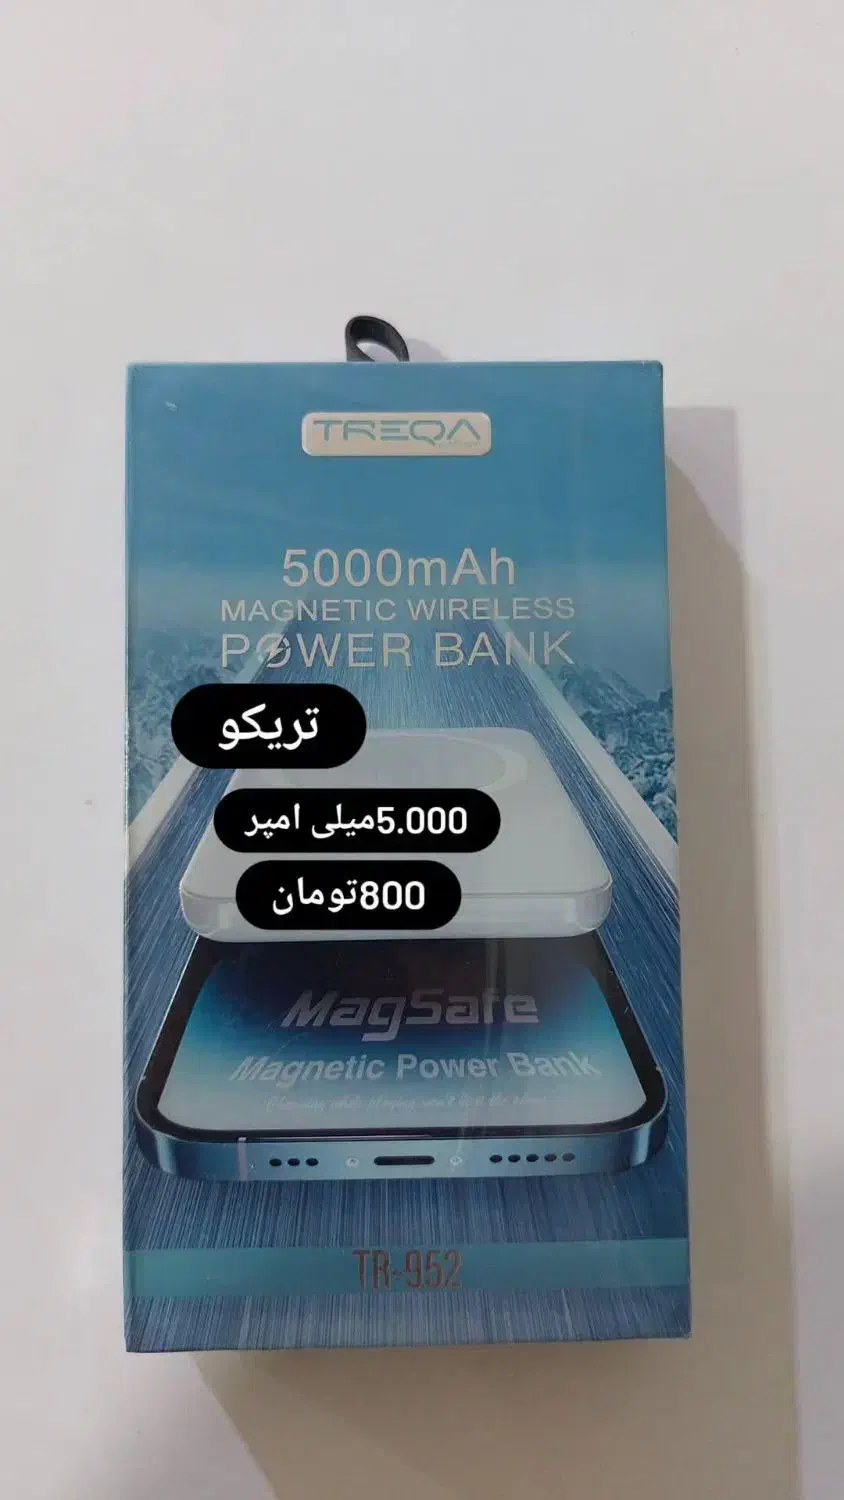 TREQA
5000mAh
MAGNETIC WIRELESS
POWER BANK
تریکو
5.000میلی امپر
800تومان
MagSafe
Magnetic Power Bank
TR-952